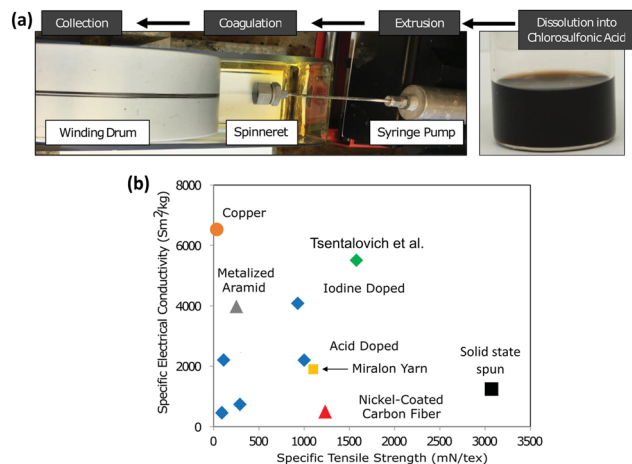 (a)
Collection
Coagulation
Extrusion
Dissolution into
Chlorosulfonic Acid
Winding Drum
Spinneret
Syringe Pump
(b)
Specific Electrical Conductivity (Sm²/kg)
8000
6000
4000
2000
0
Copper
Tsentalovich et al.
Metalized
Aramid
Iodine Doped
Acid Doped
Miralon Yarn
Solid state
spun
Nickel-Coated
Carbon Fiber
0
500
1000
1500
2000
2500
3000
3500
Specific Tensile Strength (mN/tex)